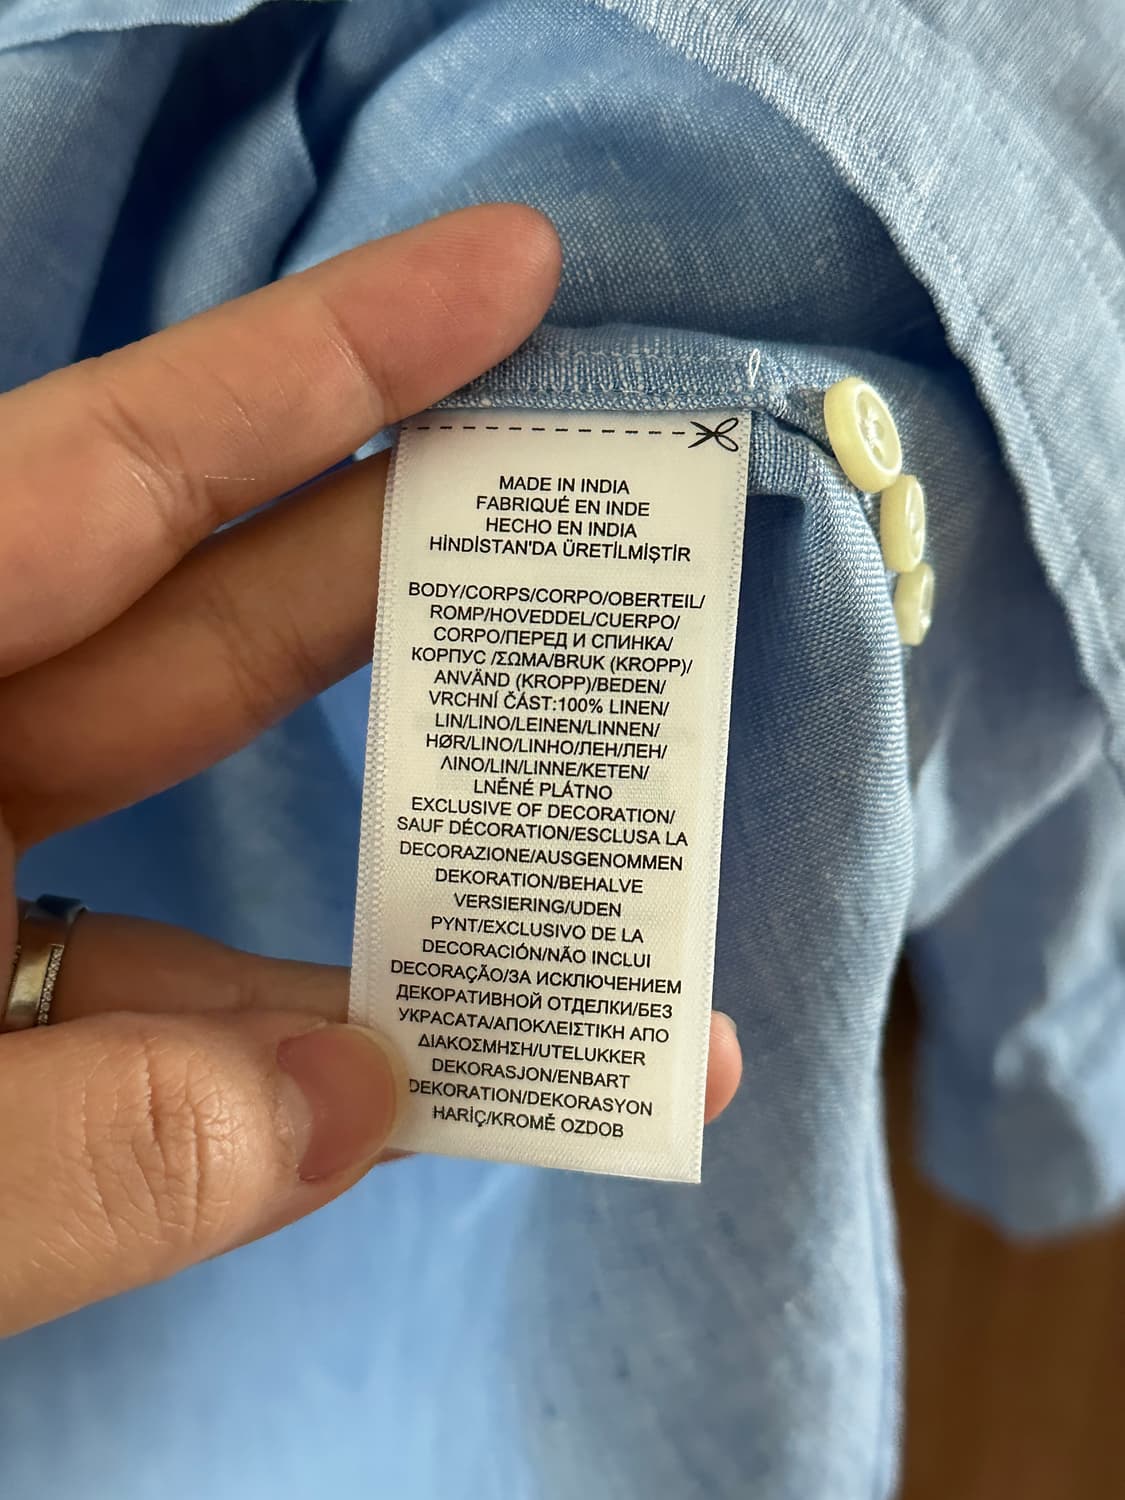 MADE IN INDIA
FABRIQUÉ EN INDE
HECHO EN INDIA
HİNDİSTAN'DA ÜRETİLMİŞTİR
BODY/CORPS/CORPO/OBERTEIL/
ROMP/HOVEDDEL/CUERPO/
CORPO/ПЕРЕД И СПИНКА/
КОРПУС /ΣΩΜΑ/BRUK (KROPP)/
ANVÄND (KROPP)/BEDEN/
VRCHNÍ ČÁST:100% LINEN/
LIN/LINO/LEINEN/LINNEN/
HØR/LINO/LINHO/ЛЕН/ЛЕН/
ΛΙΝΟ/LIN/LINNE/KETEN/
LNĚNÉ PLÁTNO
EXCLUSIVE OF DECORATION/
SAUF DÉCORATION/ESCLUSA LA
DECORAZIONE/AUSGENOMMEN
DEKORATION/BEHALVE
VERSIERING/UDEN
PYNT/EXCLUSIVO DE LA
DECORACIÓN/NÃO INCLUI
DECORAÇÃO/ЗА ИСКЛЮЧЕНИЕМ
ДЕКОРАТИВНОЙ ОТДЕЛКИ/БЕЗ
УКРАСАТА/ΑΠΟΚΛΕΙΣΤΙΚΗ ΑΠΟ
ΔΙΑΚΟΣΜΗΣΗ/UTELUKKER
DEKORASJON/ENBART
DEKORATION/DEKORASYON
HARİÇ/KROMĚ OZDOB